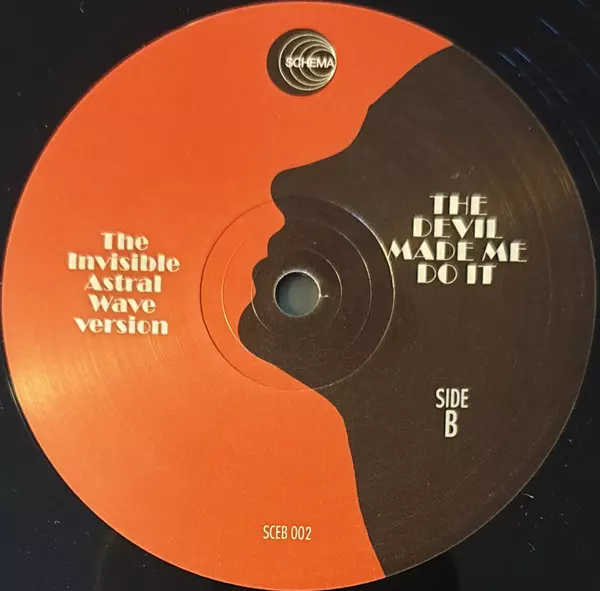 SCHEMA
The
Invisible
Astral
Wave
version
THE
DEVIL
MADE ME
DO IT
SIDE
B
SCEB 002